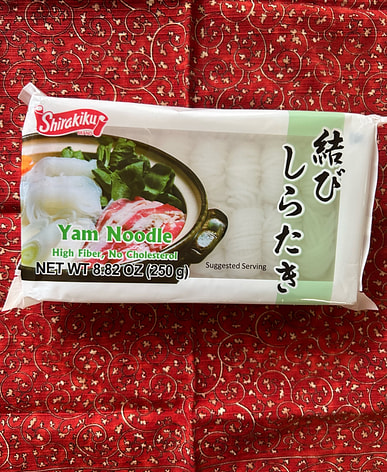 Shirakiku
結び
しらたき
Yam Noodle
High Fiber, No Cholesterol
NET WT 8.82 OZ (250 g)
Suggested Serving